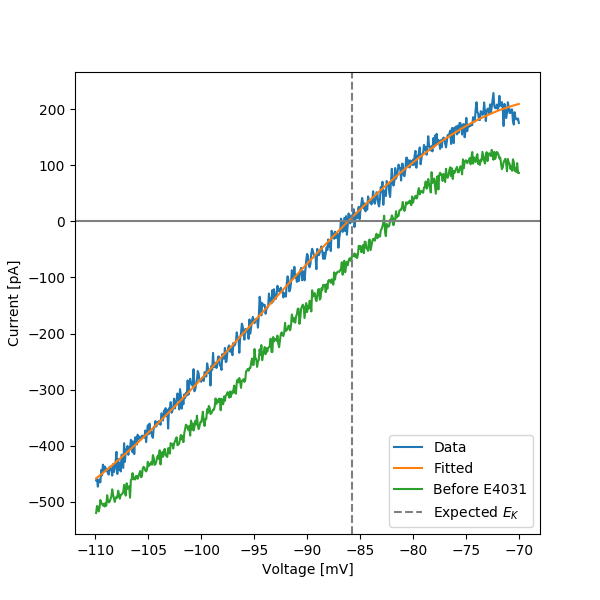 200
100
0
−100
−200
−300
−400
−500
Current [pA]
−110 −105 −100 −95 −90 −85 −80 −75 −70
Voltage [mV]
Data
Fitted
Before E4031
Expected E_K